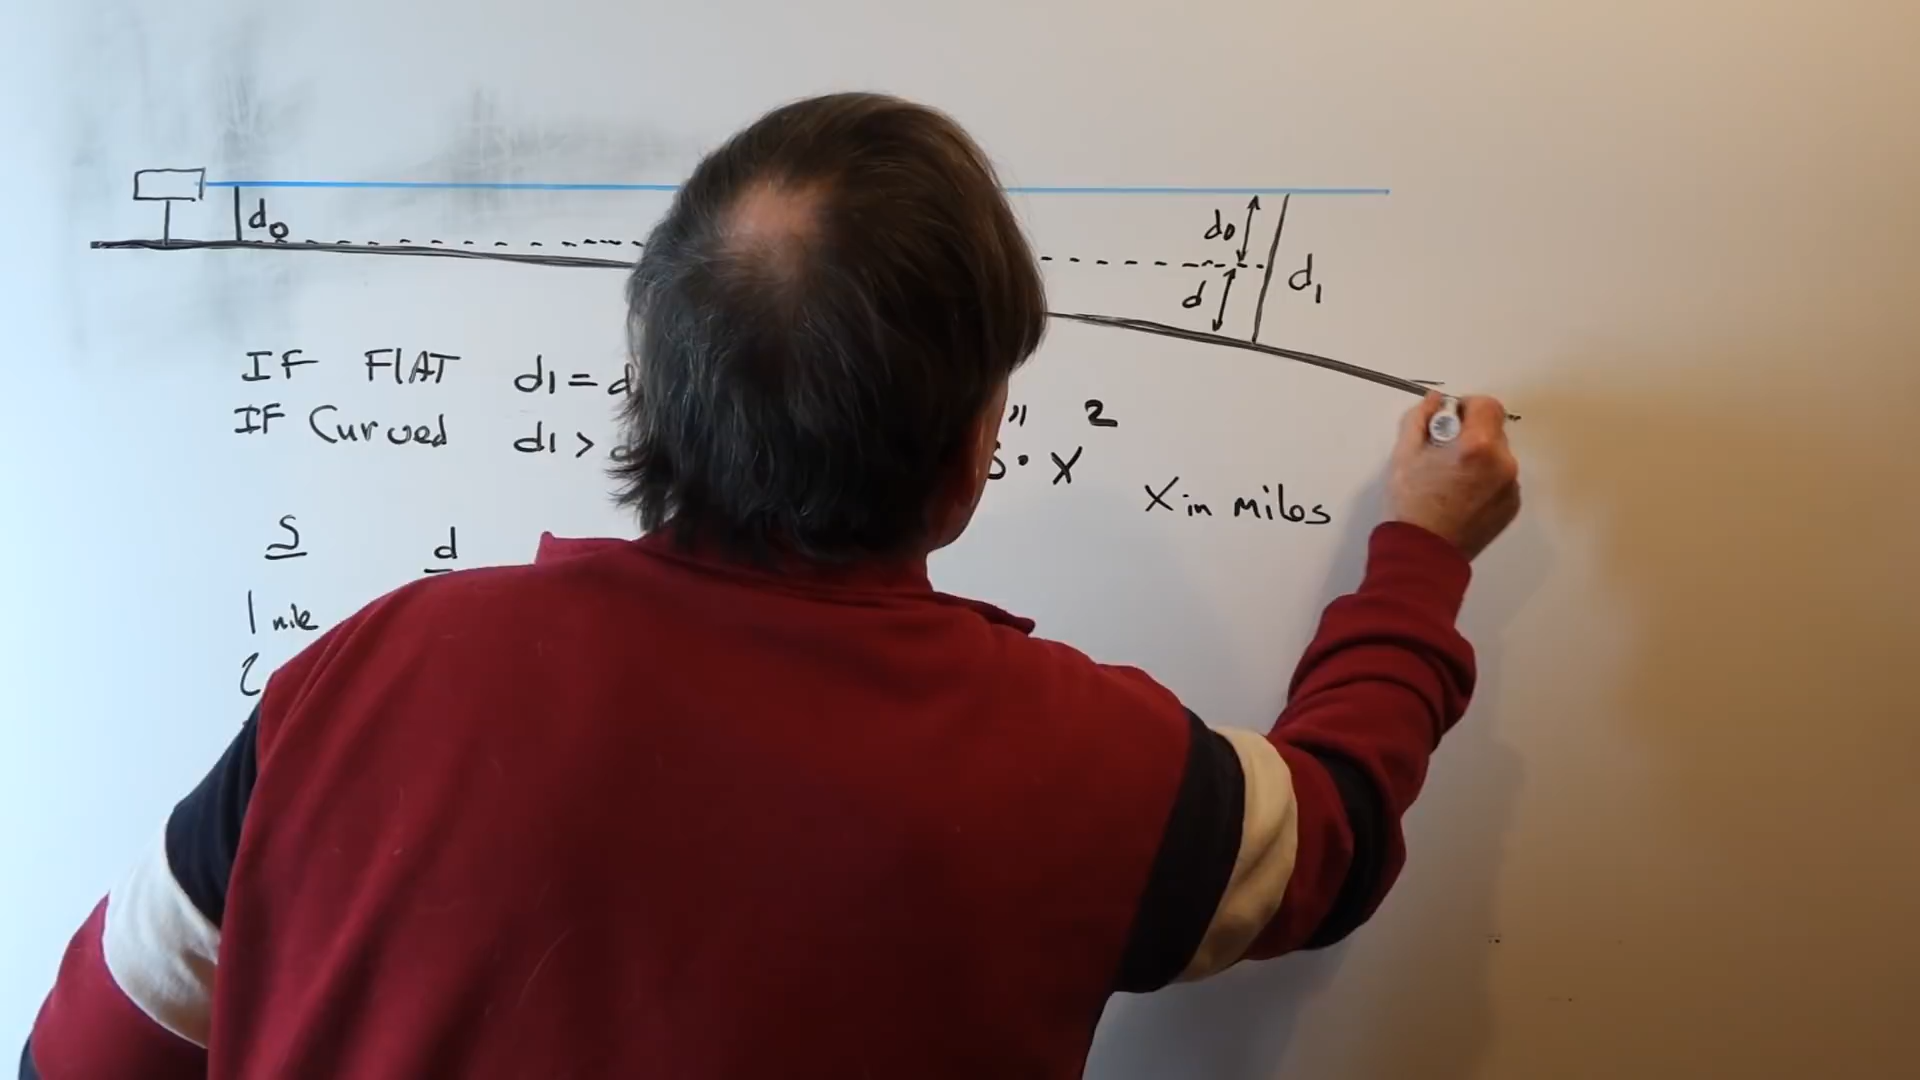 d₀
d₀
d
d₁
IF FlAT d1 =
IF Curved d1 >
" 2
• X
X in miles
S d
1 mile
2